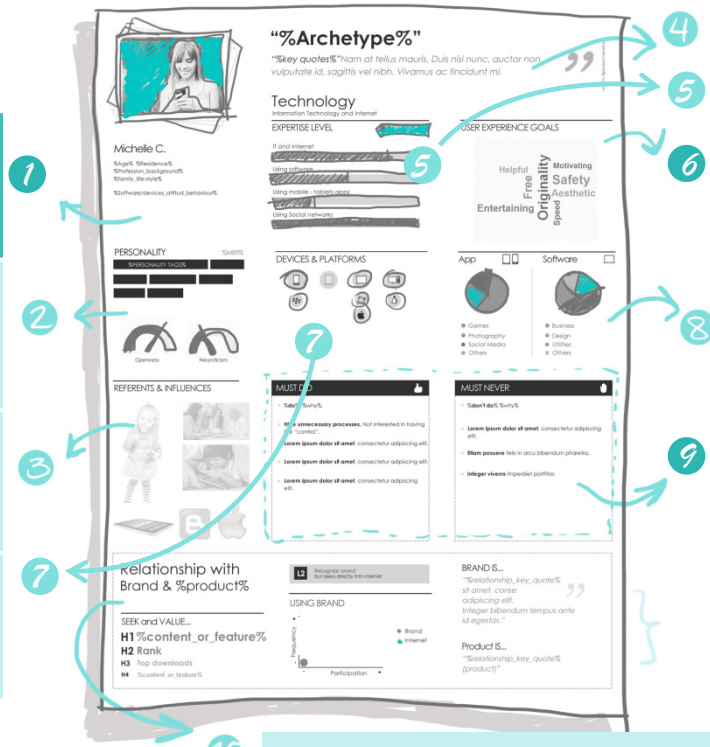 "%Archetype%"
"%key quotes%"Nam at tellus mauris. Duis nisl nunc, auctor non
vulputate id, sagittis vel nibh. Vivamus ac tincidunt mi.
4
5
Technology
Information Technology and Internet
EXPERTISE LEVEL
IT and Internet
Using software
Using mobile - tablets apps
Using Social networks
5
USER EXPERIENCE GOALS
Helpful
Free
Originality
Motivating
Safety
Aesthetic
Entertaining
Speed
6
1
Michelle C.
%Age% %Residence%
%Profession_background%
%family_life-style%
PERSONALITY
%PERSONALITY TAGS%
2
Openness
Neuroticism
DEVICES & PLATFORMS
7
App
Software
Games
Photography
Social Media
Others
Business
Design
Utilities
Others
8
REFERENTS & INFLUENCES
3
MUST DO
%do% %why%.
unnecessary processes. Not interested in having
"control".
Lorem ipsum dolor sit amet, consectetur adipiscing elit.
Lorem ipsum dolor sit amet, consectetur adipiscing elit.
Lorem ipsum dolor sit amet, consectetur adipiscing
elit.
MUST NEVER
%don't do% %why%
Lorem ipsum dolor sit amet, consectetur adipiscing
elit.
Etiam posuere felis in arcu bibendum pharetra.
Integer viverra imperdiet porttitor.
9
7
Relationship with
Brand & %product%
SEEK and VALUE...
H1 %content_or_feature%
H2 Rank
H3 Top downloads
H4 %content_or_feature%
L2
Recognize brand
but seeks directly into Internet
USING BRAND
Frequency
Participation
Brand
Internet
BRAND IS...
"%relationship_key_quote%
sit amet, conse
adipiscing elit.
Integer bibendum tempus ante
id egestas."
Product IS...
"%relationship_key_quote%
(product)"